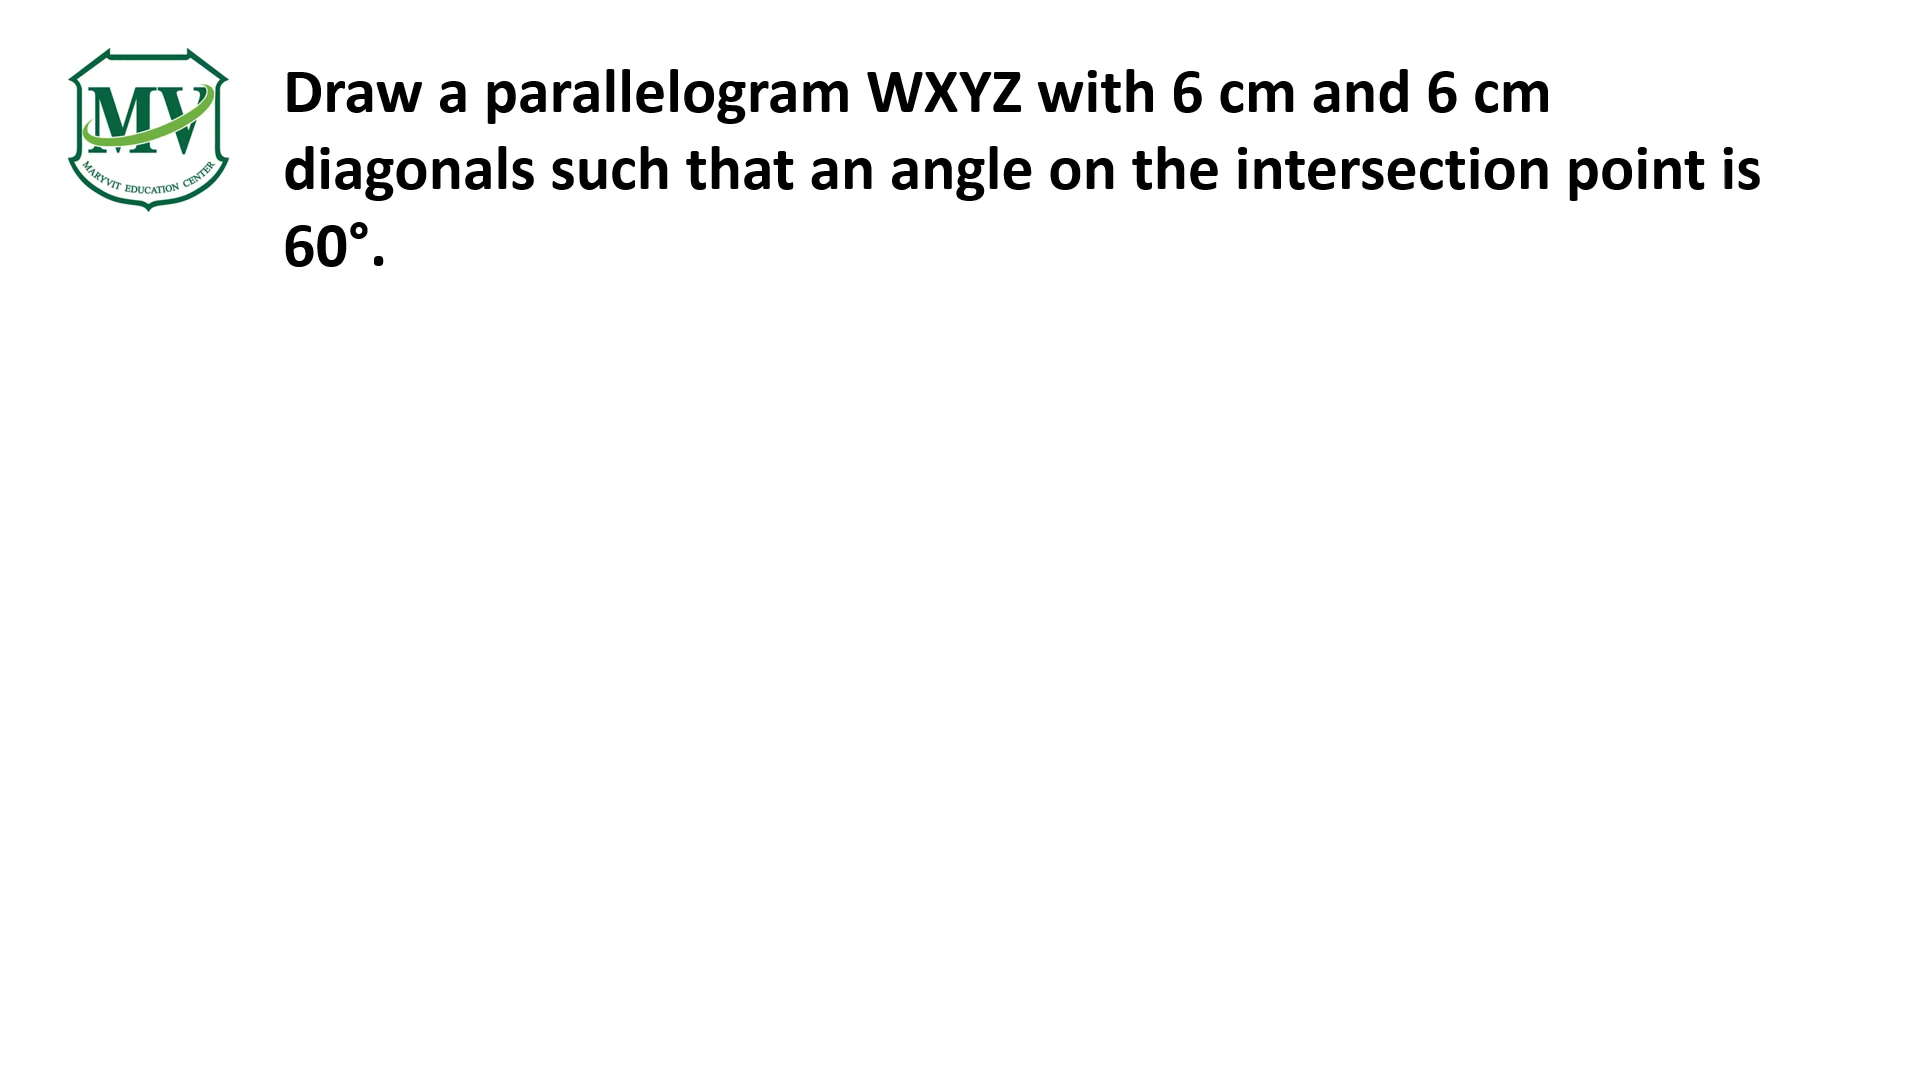 MV
MARYVIT EDUCATION CENTER
Draw a parallelogram WXYZ with 6 cm and 6 cm
diagonals such that an angle on the intersection point is
60°.